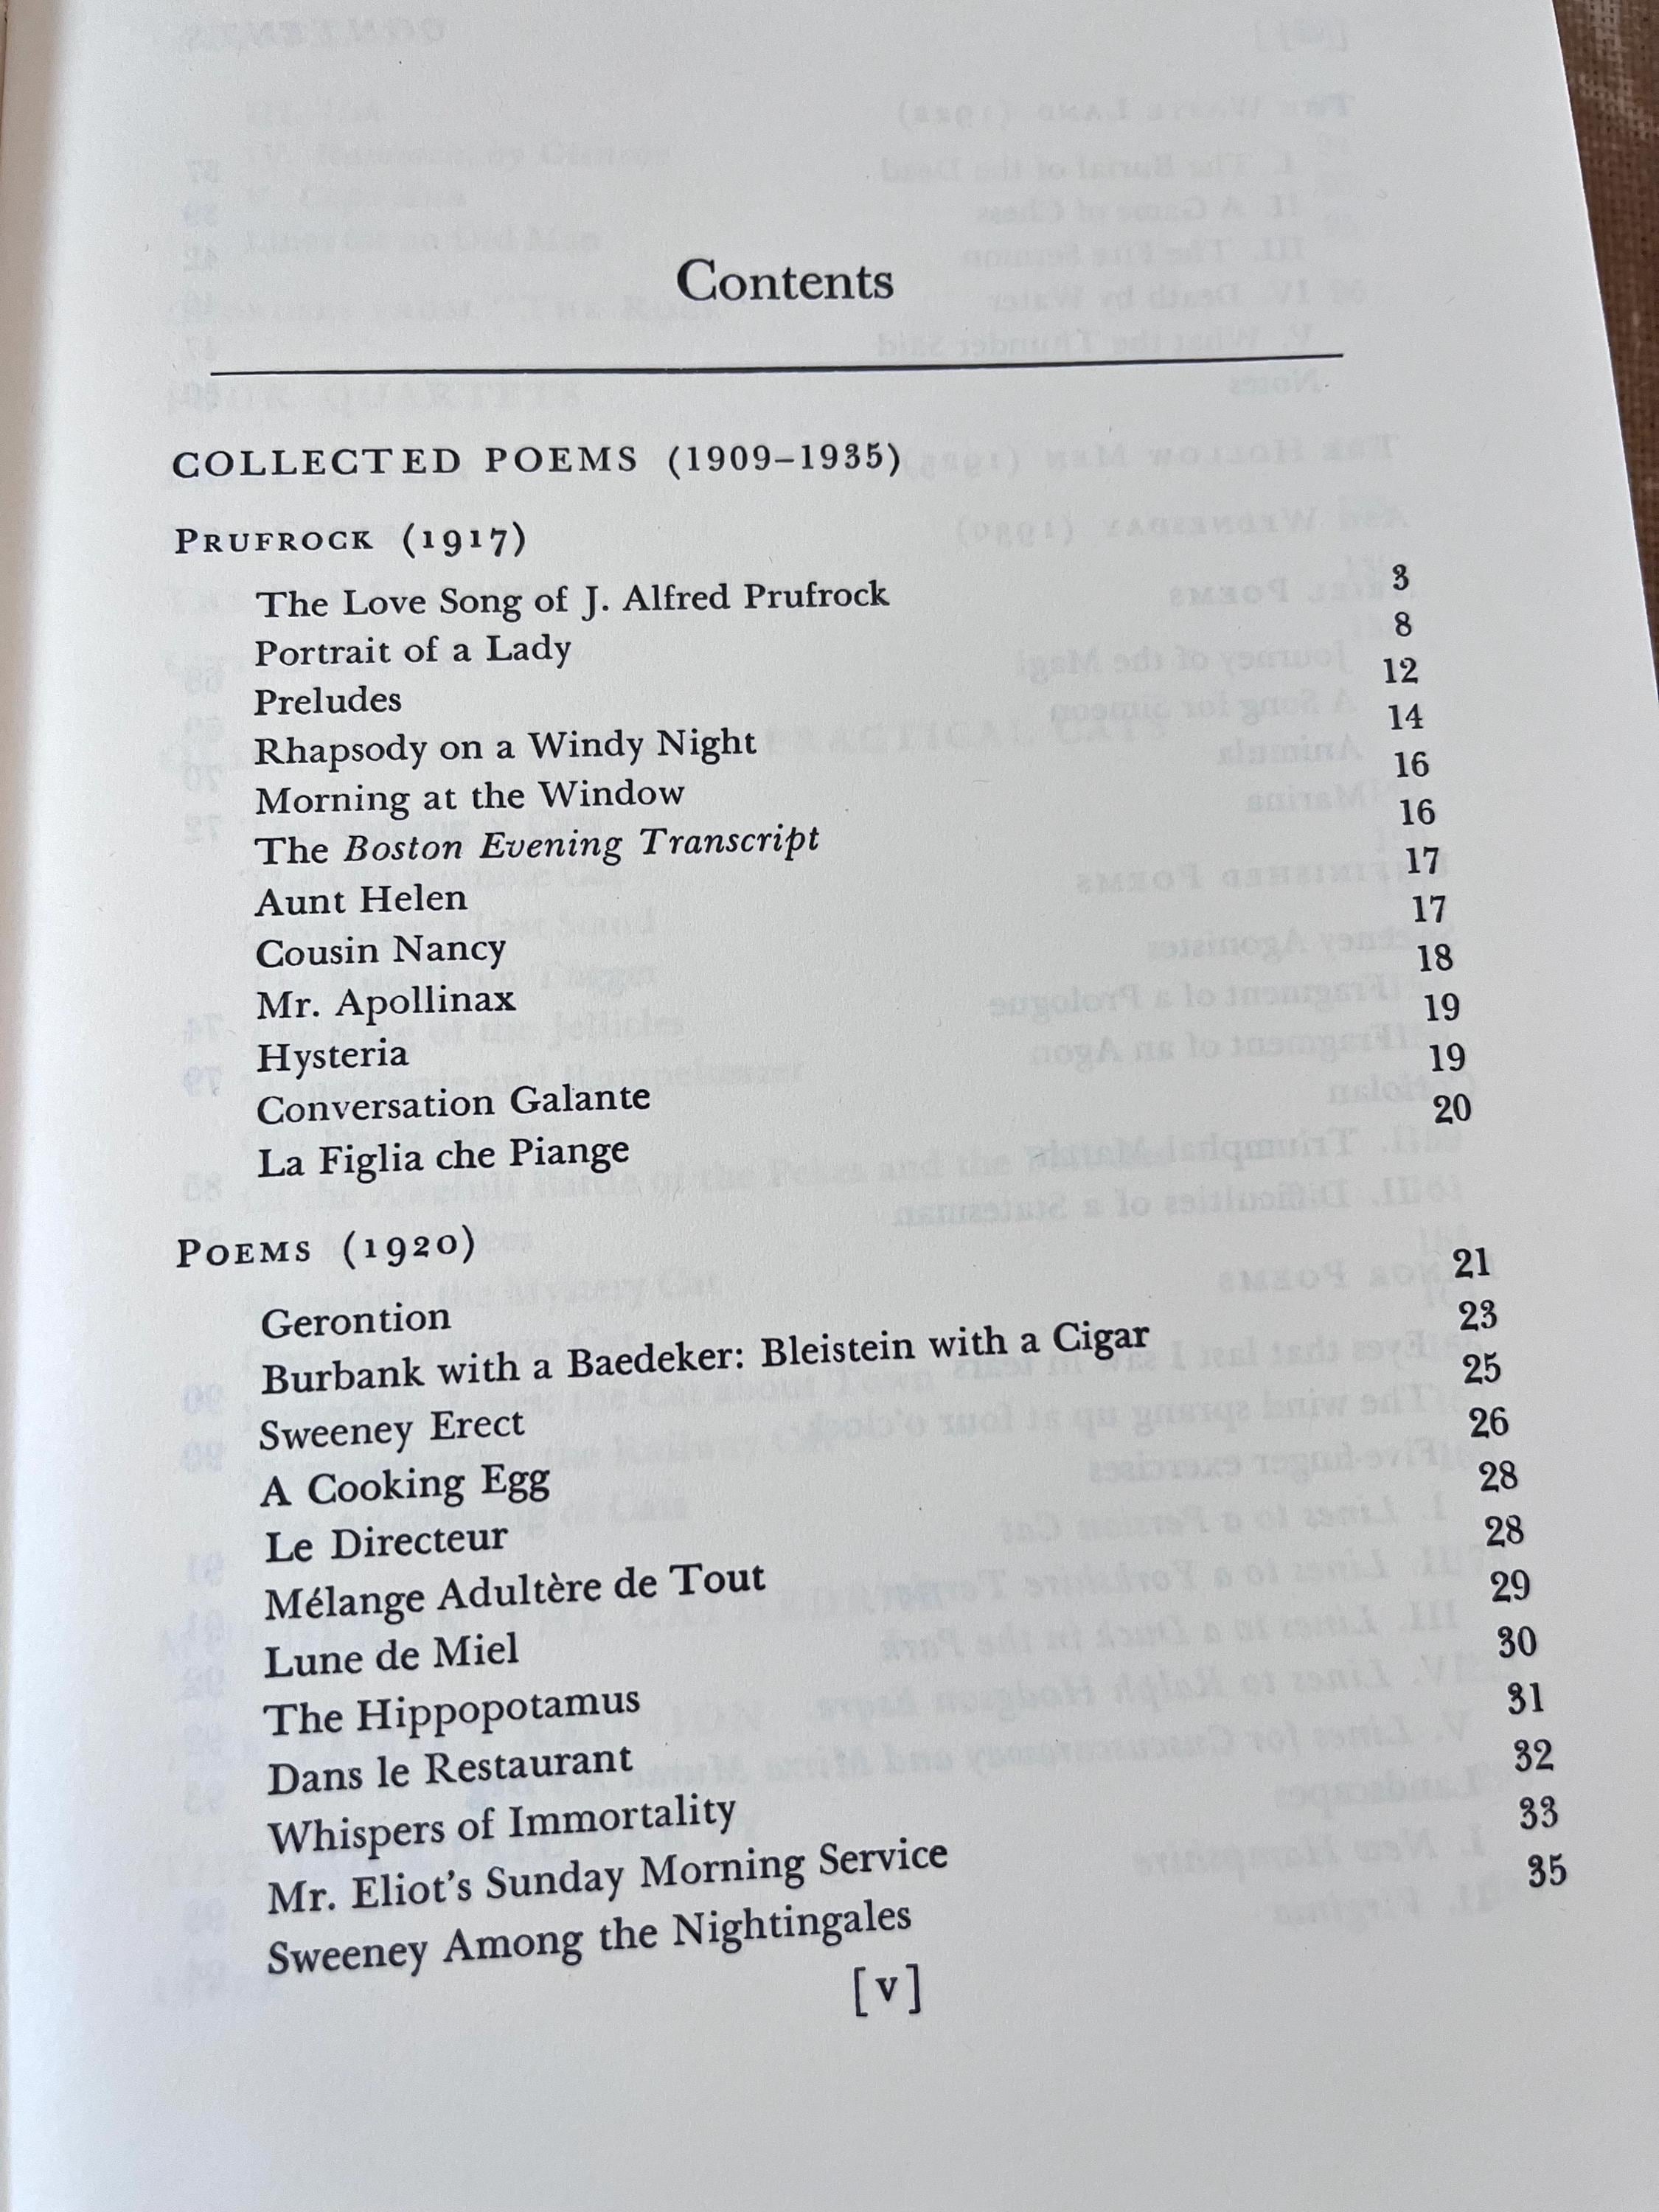 Contents
COLLECTED POEMS (1909–1935)
PRUFROCK (1917)
The Love Song of J. Alfred Prufrock 3
Portrait of a Lady 8
Preludes 12
Rhapsody on a Windy Night 14
Morning at the Window 16
The Boston Evening Transcript 16
Aunt Helen 17
Cousin Nancy 17
Mr. Apollinax 18
Hysteria 19
Conversation Galante 19
La Figlia che Piange 20
POEMS (1920)
Gerontion 21
Burbank with a Baedeker: Bleistein with a Cigar 23
Sweeney Erect 25
A Cooking Egg 26
Le Directeur 28
Mélange Adultère de Tout 28
Lune de Miel 29
The Hippopotamus 30
Dans le Restaurant 31
Whispers of Immortality 32
Mr. Eliot's Sunday Morning Service 33
Sweeney Among the Nightingales 35
[v]